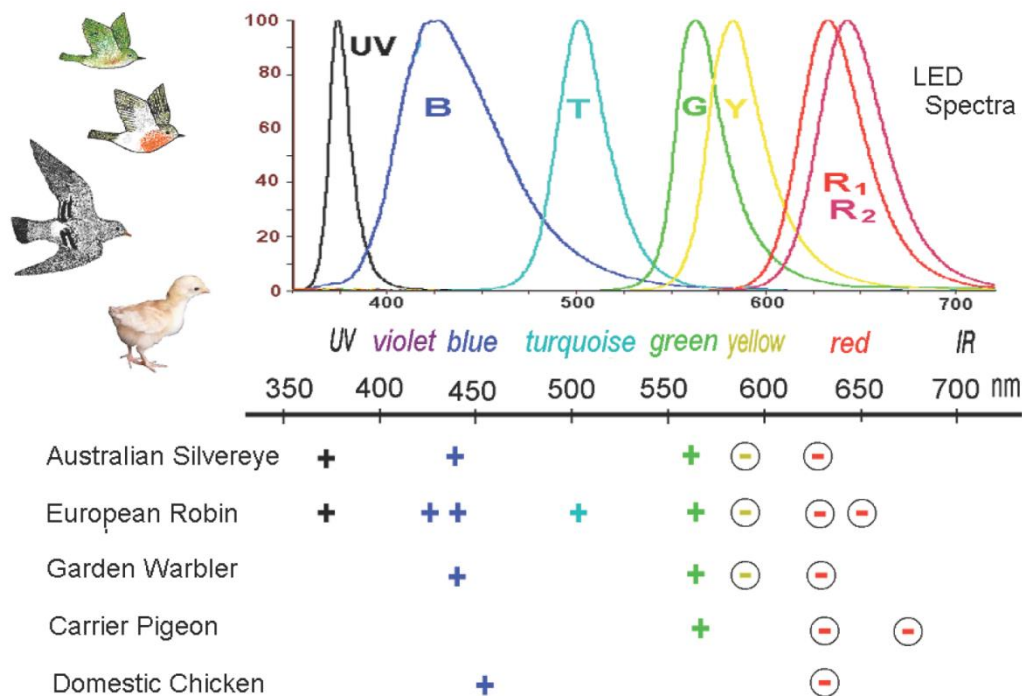 100
80
60
40
20
0
UV
B
T
G
Y
R₁
R₂
LED
Spectra
400
500
600
700
UV violet blue turquoise green yellow red IR
350 400 450 500 550 600 650 700 nm
Australian Silvereye + + + - -
European Robin + + + + + - - -
Garden Warbler + + - -
Carrier Pigeon + - -
Domestic Chicken + -